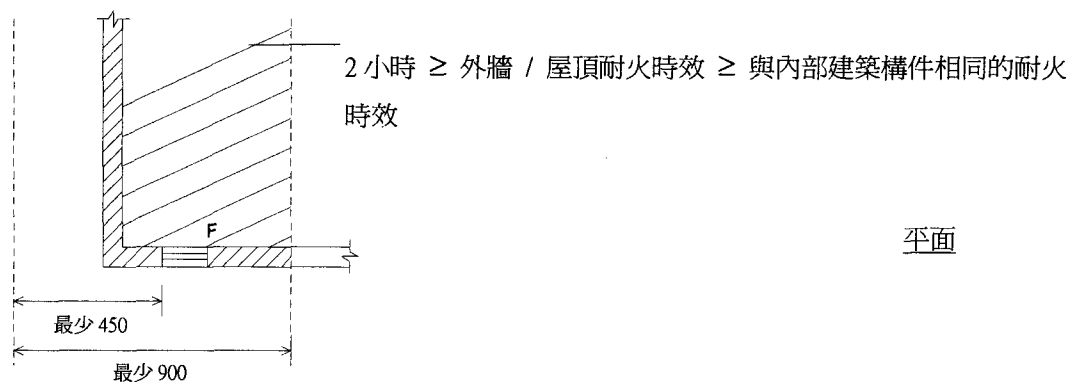 2 小時 ≥ 外牆 / 屋頂耐火時效 ≥ 與內部建築構件相同的耐火
時效
F
平面
最少 450
最少 900